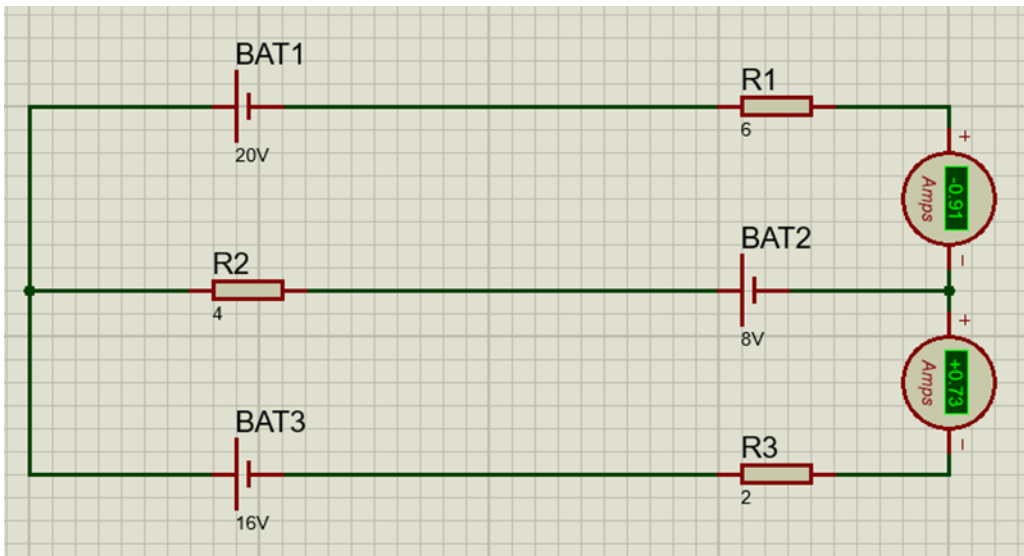 BAT1
20V
R1
6
+
-0.91
Amps
-
R2
4
BAT2
8V
+
+0.73
Amps
-
BAT3
16V
R3
2